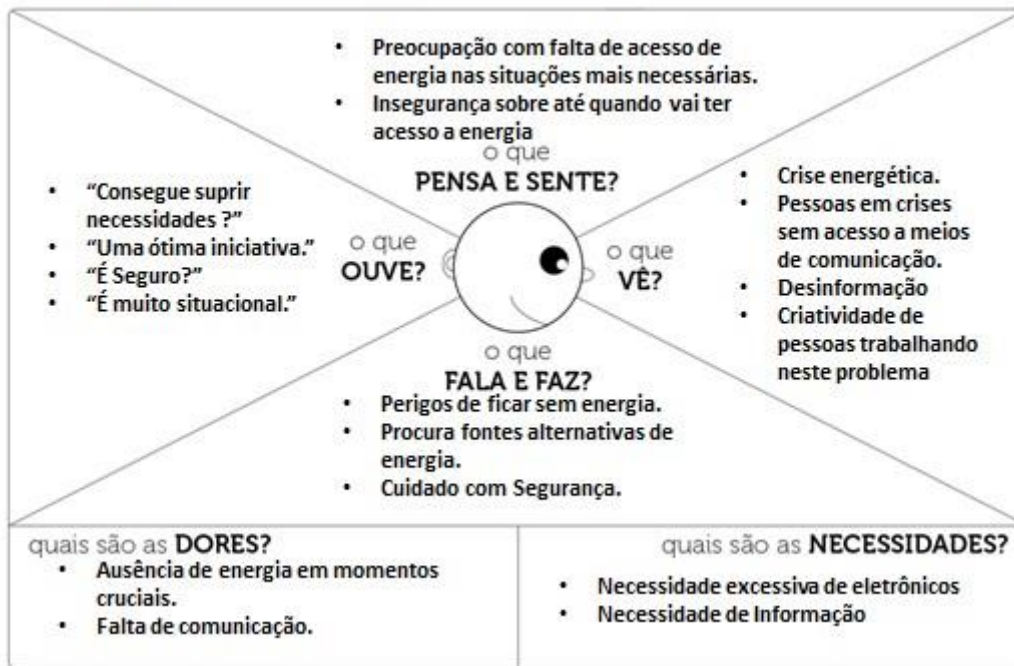 • Preocupação com falta de acesso de
energia nas situações mais necessárias.
• Insegurança sobre até quando vai ter
acesso a energia
o que
PENSA E SENTE?
• “Consegue suprir
necessidades ?”
• “Uma ótima iniciativa.”
• “É Seguro?”
• “É muito situacional.”
o que
OUVE?
o que
VÊ?
• Crise energética.
• Pessoas em crises
sem acesso a meios
de comunicação.
• Desinformação
• Criatividade de
pessoas trabalhando
neste problema
o que
FALA E FAZ?
• Perigos de ficar sem energia.
• Procura fontes alternativas de
energia.
• Cuidado com Segurança.
quais são as DORES?
• Ausência de energia em momentos
cruciais.
• Falta de comunicação.
quais são as NECESSIDADES?
• Necessidade excessiva de eletrônicos
• Necessidade de Informação